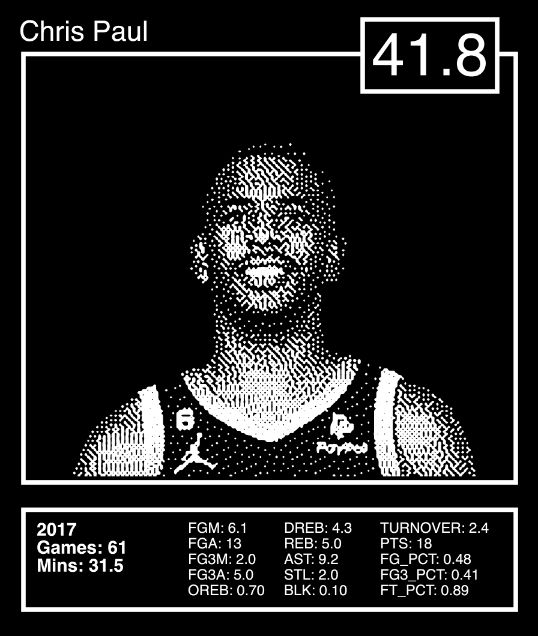 Chris Paul
41.8
6
PayPal
2017
Games: 61
Mins: 31.5
FGM: 6.1
FGA: 13
FG3M: 2.0
FG3A: 5.0
OREB: 0.70
DREB: 4.3
REB: 5.0
AST: 9.2
STL: 2.0
BLK: 0.10
TURNOVER: 2.4
PTS: 18
FG_PCT: 0.48
FG3_PCT: 0.41
FT_PCT: 0.89